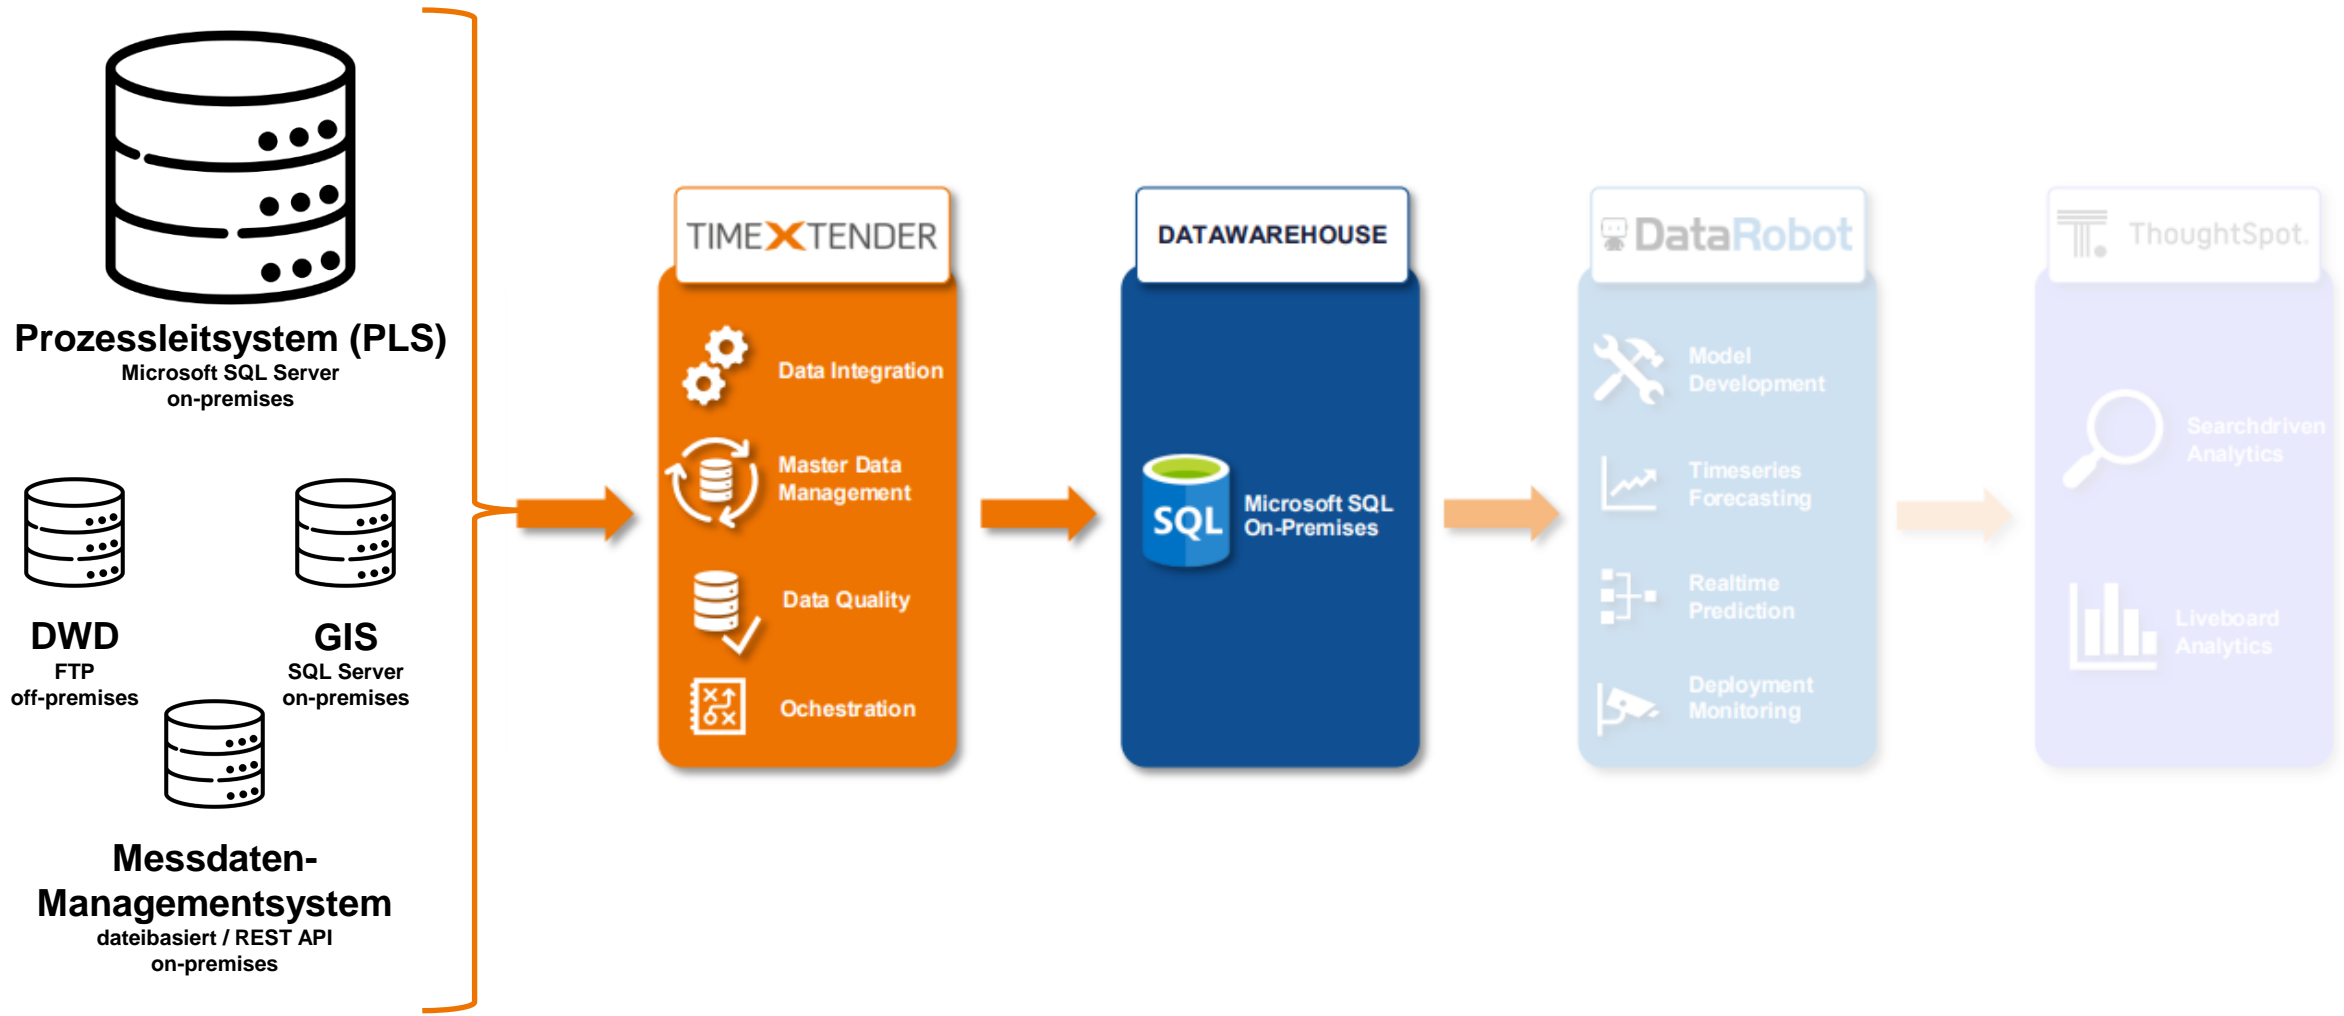 Prozessleitsystem (PLS)
Microsoft SQL Server
on-premises
DWD
FTP
off-premises
GIS
SQL Server
on-premises
Messdaten-
Managementsystem
dateibasiert / REST API
on-premises
TIMEXTENDER
Data Integration
Master Data
Management
Data Quality
Ochestration
DATAWAREHOUSE
SQL
Microsoft SQL
On-Premises
DataRobot
Model
Development
Timeseries
Forecasting
Realtime
Prediction
Deployment
Monitoring
ThoughtSpot.
Searchdriven
Analytics
Liveboard
Analytics